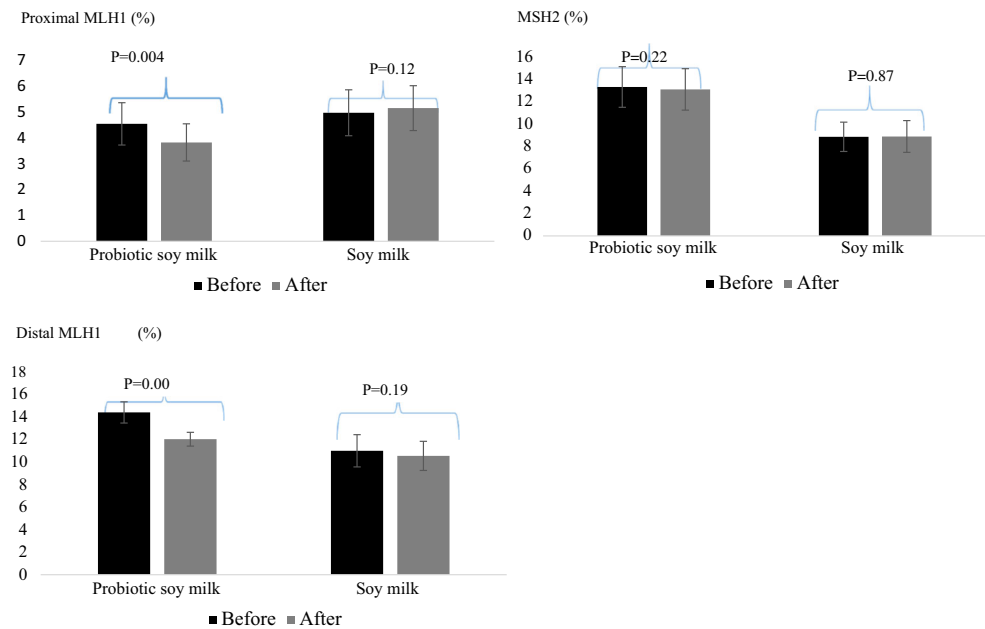 Proximal MLH1 (%)
7
6
5
4
3
2
1
0
P=0.004
P=0.12
Probiotic soy milk
Soy milk
Before After
MSH2 (%)
16
14
12
10
8
6
4
2
0
P=0.22
P=0.87
Probiotic soy milk
Soy milk
Before After
Distal MLH1 (%)
18
16
14
12
10
8
6
4
2
0
P=0.00
P=0.19
Probiotic soy milk
Soy milk
Before After